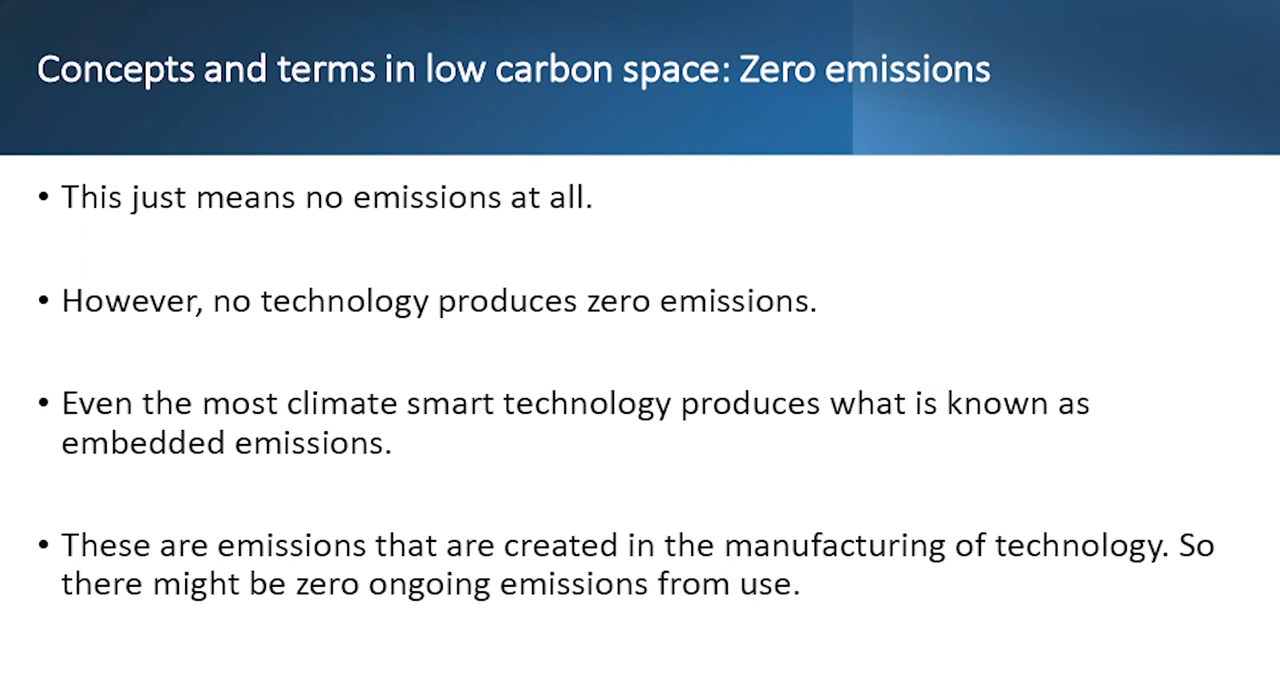 Concepts and terms in low carbon space: Zero emissions
• This just means no emissions at all.
• However, no technology produces zero emissions.
• Even the most climate smart technology produces what is known as
embedded emissions.
• These are emissions that are created in the manufacturing of technology. So
there might be zero ongoing emissions from use.